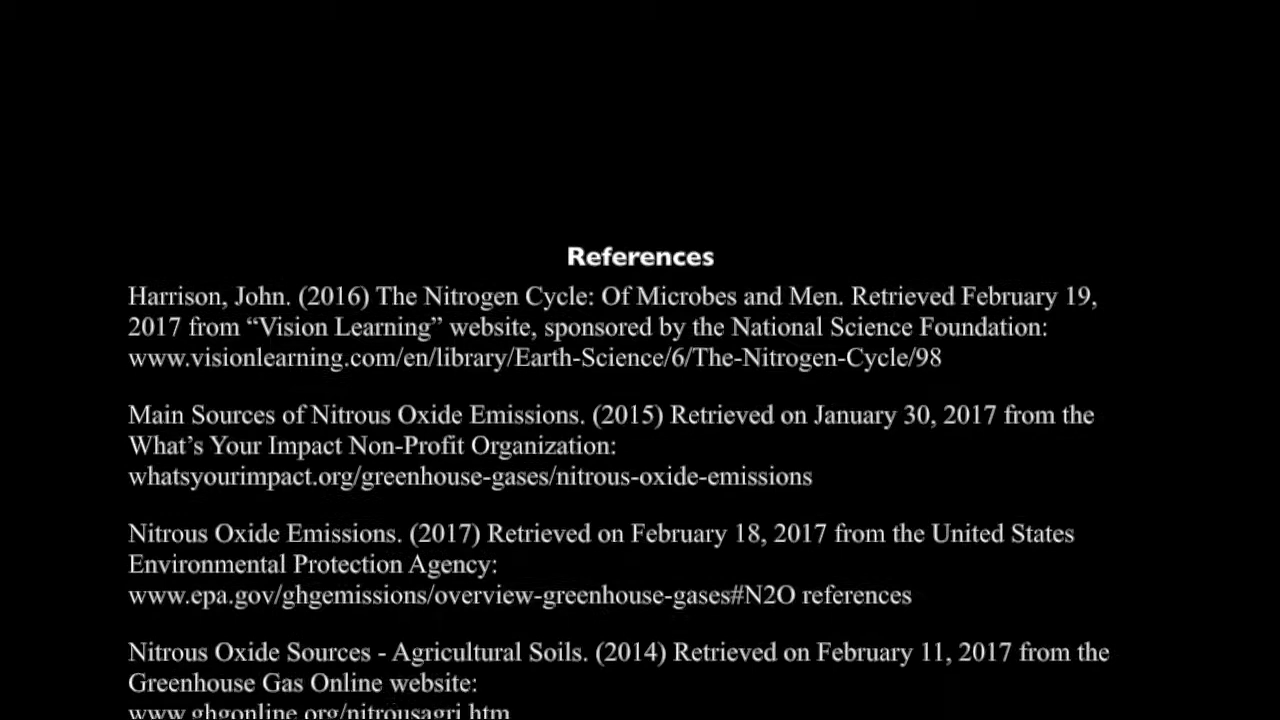 References
Harrison, John. (2016) The Nitrogen Cycle: Of Microbes and Men. Retrieved February 19,
2017 from “Vision Learning” website, sponsored by the National Science Foundation:
www.visionlearning.com/en/library/Earth-Science/6/The-Nitrogen-Cycle/98
Main Sources of Nitrous Oxide Emissions. (2015) Retrieved on January 30, 2017 from the
What’s Your Impact Non-Profit Organization:
whatsyourimpact.org/greenhouse-gases/nitrous-oxide-emissions
Nitrous Oxide Emissions. (2017) Retrieved on February 18, 2017 from the United States
Environmental Protection Agency:
www.epa.gov/ghgemissions/overview-greenhouse-gases#N2O references
Nitrous Oxide Sources - Agricultural Soils. (2014) Retrieved on February 11, 2017 from the
Greenhouse Gas Online website:
www.ghgonline.org/nitrousagri.htm